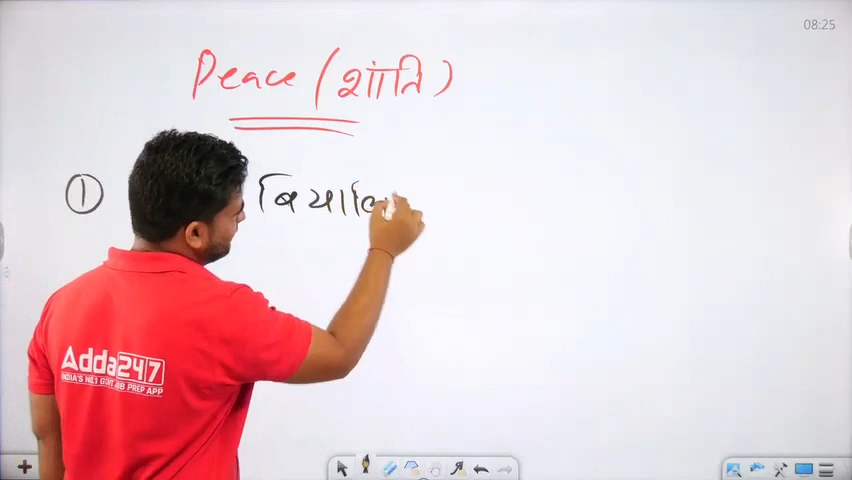 08:25
Peace (शांति)
①
Adda247
INDIA'S NO.1 GOVT JOB PREP APP